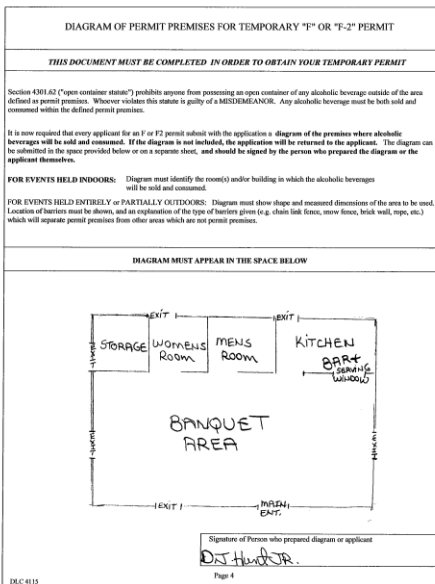 DIAGRAM OF PERMIT PREMISES FOR TEMPORARY "F" OR "F-2" PERMIT
THIS DOCUMENT MUST BE COMPLETED IN ORDER TO OBTAIN YOUR TEMPORARY PERMIT
Section 4301.62 ("open container statute") prohibits anyone from possessing an open container of any alcoholic beverage outside of the area
defined as permit premises. Whoever violates this statute is guilty of a MISDEMEANOR. Any alcoholic beverage must be both sold and
consumed within the defined permit premises.
It is now required that every applicant for an F or F2 permit submit with the application a diagram of the premises where alcoholic
beverages will be sold and consumed. If the diagram is not included, the application will be returned to the applicant. The diagram can
be submitted in the space provided below or on a separate sheet, and should be signed by the person who prepared the diagram or the
applicant themselves.
FOR EVENTS HELD INDOORS: Diagram must identify the room(s) and/or building in which the alcoholic beverages
will be sold and consumed.
FOR EVENTS HELD ENTIRELY or PARTIALLY OUTDOORS: Diagram must show shape and measured dimensions of the area to be used.
Location of barriers must be shown, and an explanation of the type of barriers given (e.g. chain link fence, snow fence, brick wall, rope, etc.)
which will separate permit premises from other areas which are not permit premises.
DIAGRAM MUST APPEAR IN THE SPACE BELOW
EXIT EXIT
STORAGE WOMENS ROOM MENS ROOM KITCHEN
BAR+
SERVING
WINDOW
BANQUET
AREA
EXIT MAIN
ENT.
Signature of Person who prepared diagram or applicant
DJ Hunt JR.
Page 4
DLC 4115